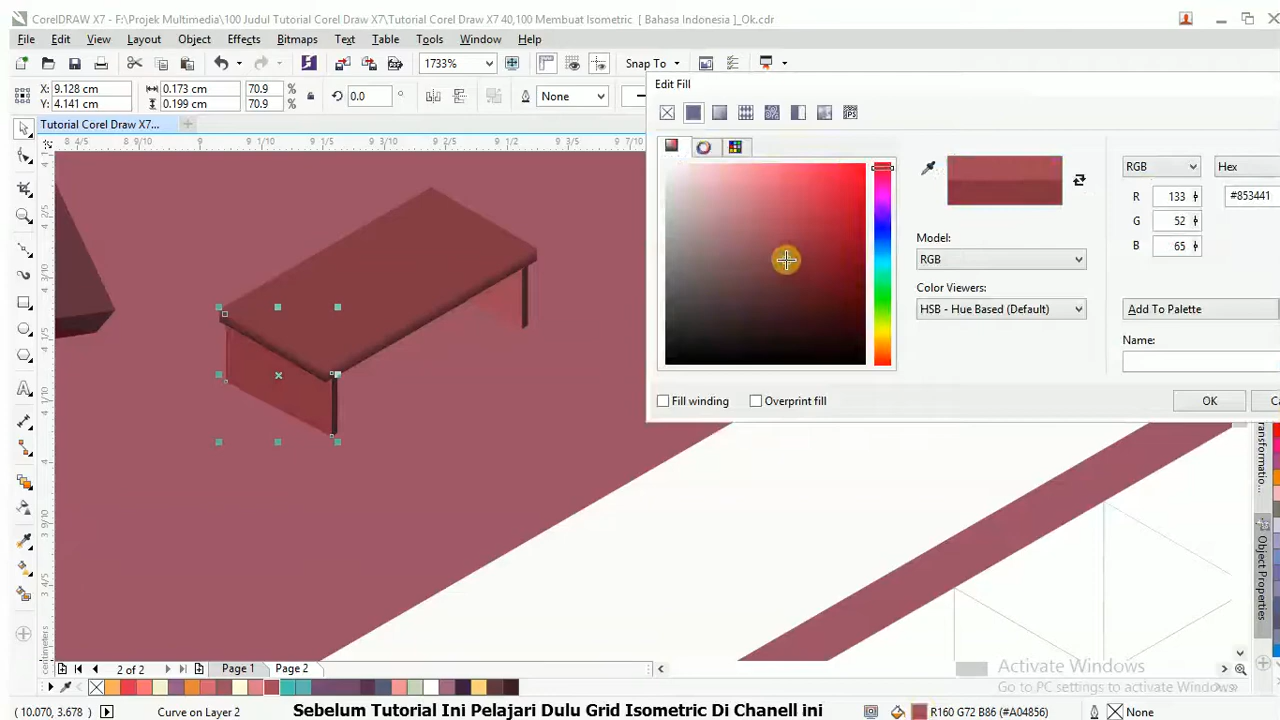 CorelDRAW X7 - F:\Projek Multimedia\100 Judul Tutorial Corel Draw X7\Tutorial Corel Draw X7 40,100 Membuat Isometric [ Bahasa Indonesia ]_Ok.cdr
File Edit View Layout Object Effects Bitmaps Text Table Tools Window Help
1733% Snap To
X: 9.128 cm 0.173 cm 70.9 % 0.0 ° None
Y: 4.141 cm 0.199 cm 70.9 %
Tutorial Corel Draw X7...
Edit Fill
RGB Hex
R 133 #853441
G 52
B 65
Model:
RGB
Color Viewers:
HSB - Hue Based (Default)
Add To Palette
Name:
Fill winding Overprint fill OK
Object Properties
centimeters
2 of 2 Page 1 Page 2
Activate Windows
Go to PC settings to activate Windows.
(10.070, 3.678) Curve on Layer 2 Sebelum Tutorial Ini Pelajari Dulu Grid Isometric Di Chanell ini R160 G72 B86 (#A04856) None